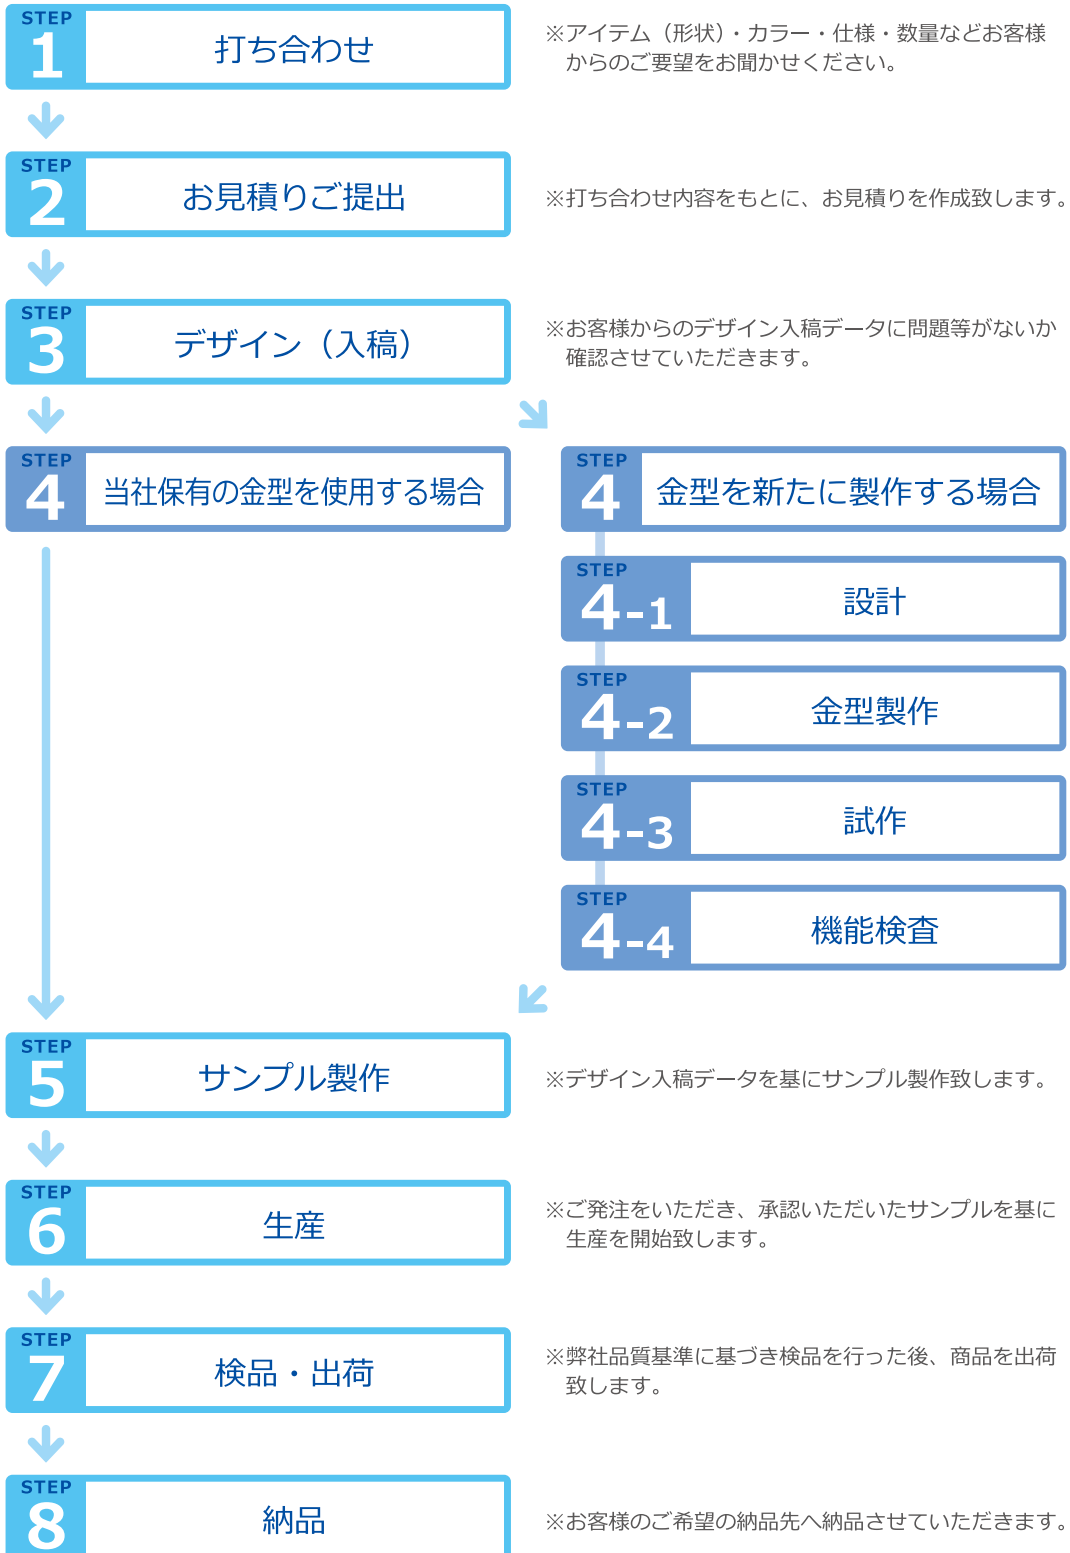 STEP
1
打ち合わせ
※アイテム（形状）・カラー・仕様・数量などお客様
からのご要望をお聞かせください。
STEP
2
お見積りご提出
※打ち合わせ内容をもとに、お見積りを作成致します。
STEP
3
デザイン（入稿）
※お客様からのデザイン入稿データに問題等がないか
確認させていただきます。
STEP
4
当社保有の金型を使用する場合
STEP
4
金型を新たに製作する場合
STEP
4-1
設計
STEP
4-2
金型製作
STEP
4-3
試作
STEP
4-4
機能検査
STEP
5
サンプル製作
※デザイン入稿データを基にサンプル製作致します。
STEP
6
生産
※ご発注をいただき、承認いただいたサンプルを基に
生産を開始致します。
STEP
7
検品・出荷
※弊社品質基準に基づき検品を行った後、商品を出荷
致します。
STEP
8
納品
※お客様のご希望の納品先へ納品させていただきます。